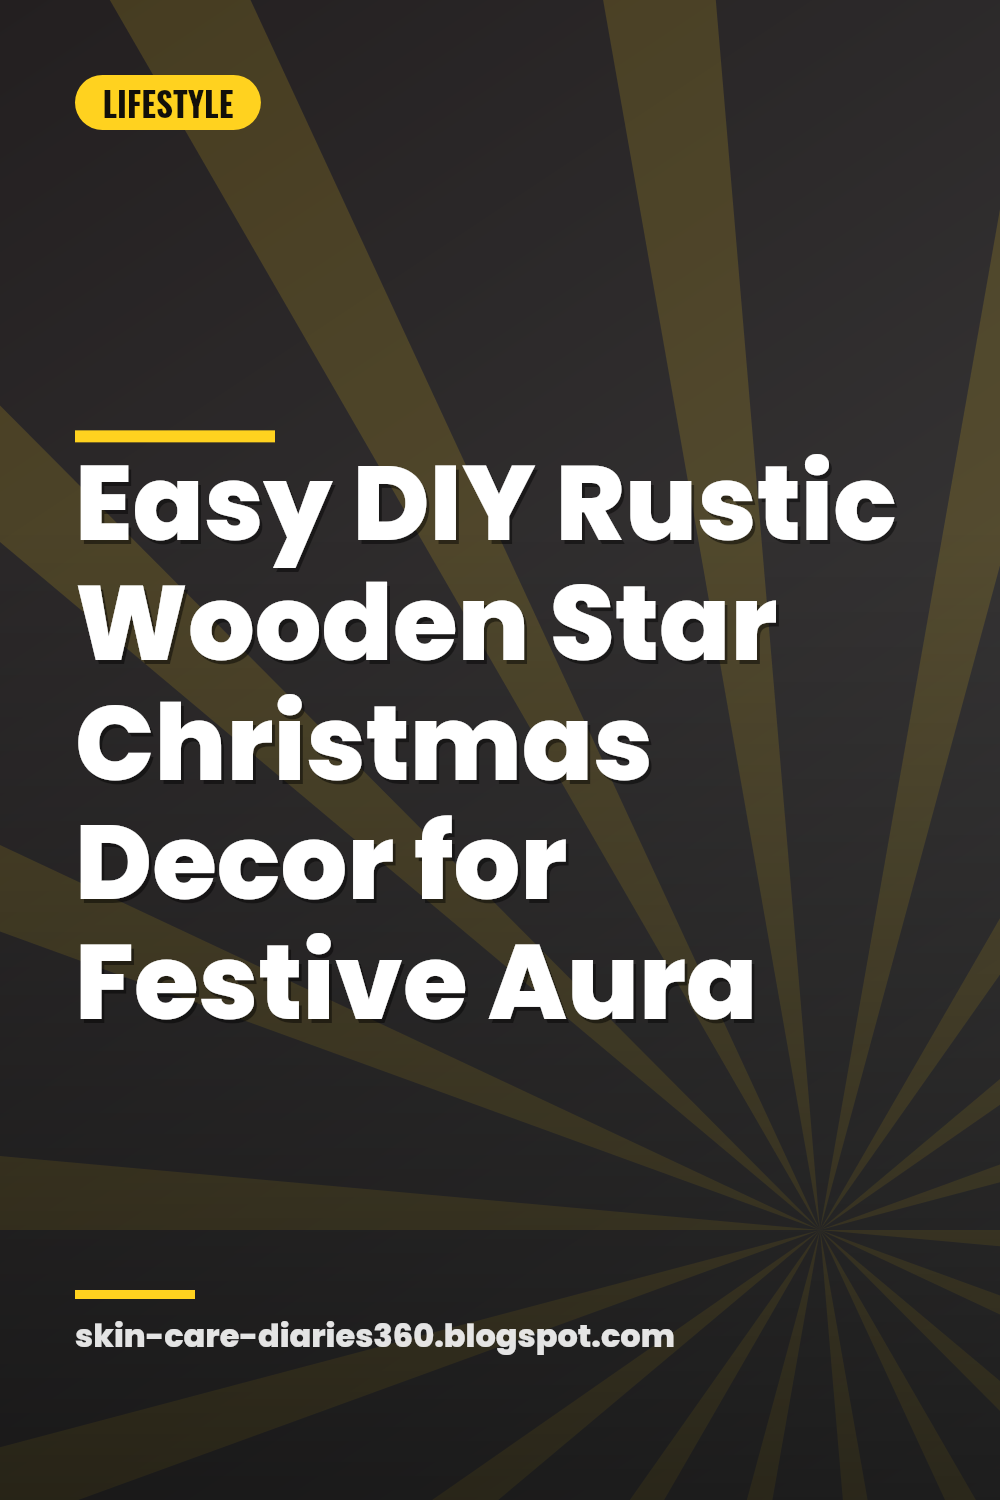 LIFESTYLE
Easy DIY Rustic
Wooden Star
Christmas
Decor for
Festive Aura
skin-care-diaries360.blogspot.com